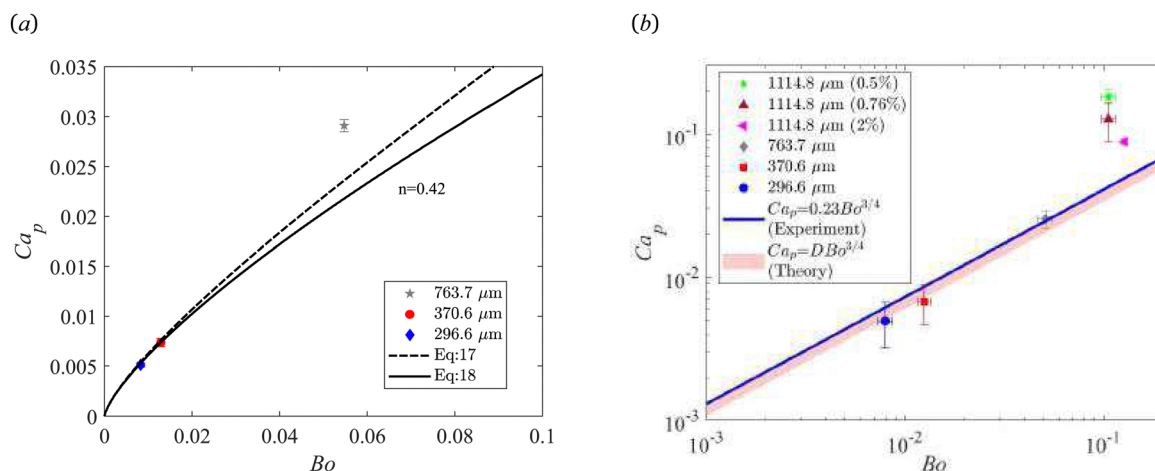 (a)
0.035
0.03
0.025
0.02
0.015
0.01
0.005
0
Ca_p
n=0.42
763.7 μm
370.6 μm
296.6 μm
Eq:17
Eq:18
0 0.02 0.04 0.06 0.08 0.1
Bo
(b)
10^-1
10^-2
10^-3
Ca_p
1114.8 μm (0.5%)
1114.8 μm (0.76%)
1114.8 μm (2%)
763.7 μm
370.6 μm
296.6 μm
Ca_p=0.23Bo^3/4
(Experiment)
Ca_p=DBo^3/4
(Theory)
10^-3 10^-2 10^-1
Bo